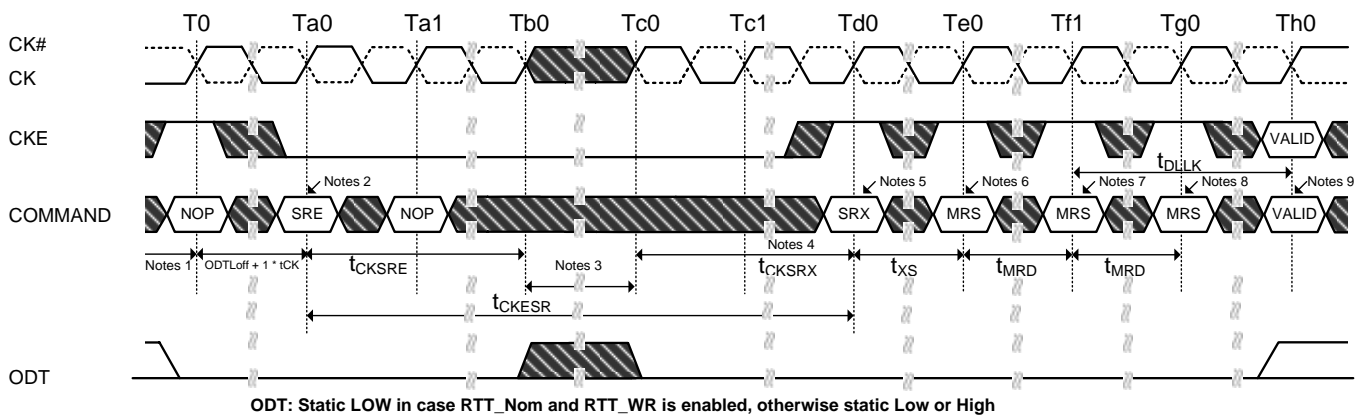 T0 Ta0 Ta1 Tb0 Tc0 Tc1 Td0 Te0 Tf1 Tg0 Th0
CK#
CK
CKE
VALID
tDLLK
Notes 2 Notes 5 Notes 6 Notes 7 Notes 8 Notes 9
COMMAND NOP SRE NOP SRX MRS MRS MRS VALID
Notes 1 ODTLoff + 1 * tCK tCKSRE Notes 3 Notes 4 tCKSRX tXS tMRD tMRD
tCKESR
ODT
ODT: Static LOW in case RTT_Nom and RTT_WR is enabled, otherwise static Low or High